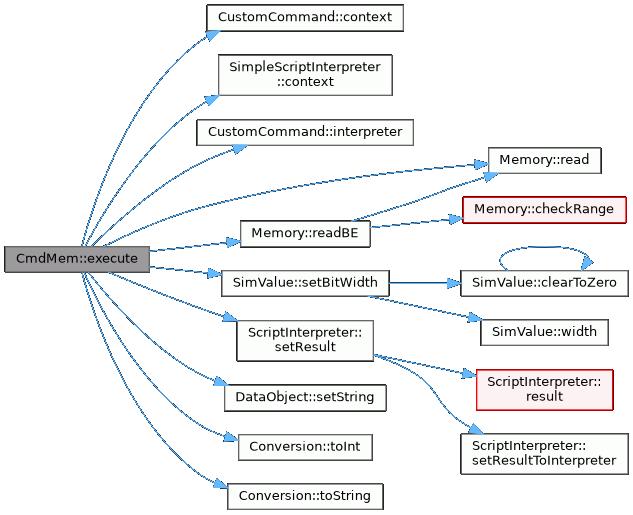 CustomCommand::context
SimpleScriptInterpreter
::context
CustomCommand::interpreter
Memory::read
Memory::checkRange
Memory::readBE
CmdMem::execute
SimValue::setBitWidth
SimValue::clearToZero
SimValue::width
ScriptInterpreter::
setResult
ScriptInterpreter::
result
DataObject::setString
Conversion::toInt
ScriptInterpreter::
setResultToInterpreter
Conversion::toString